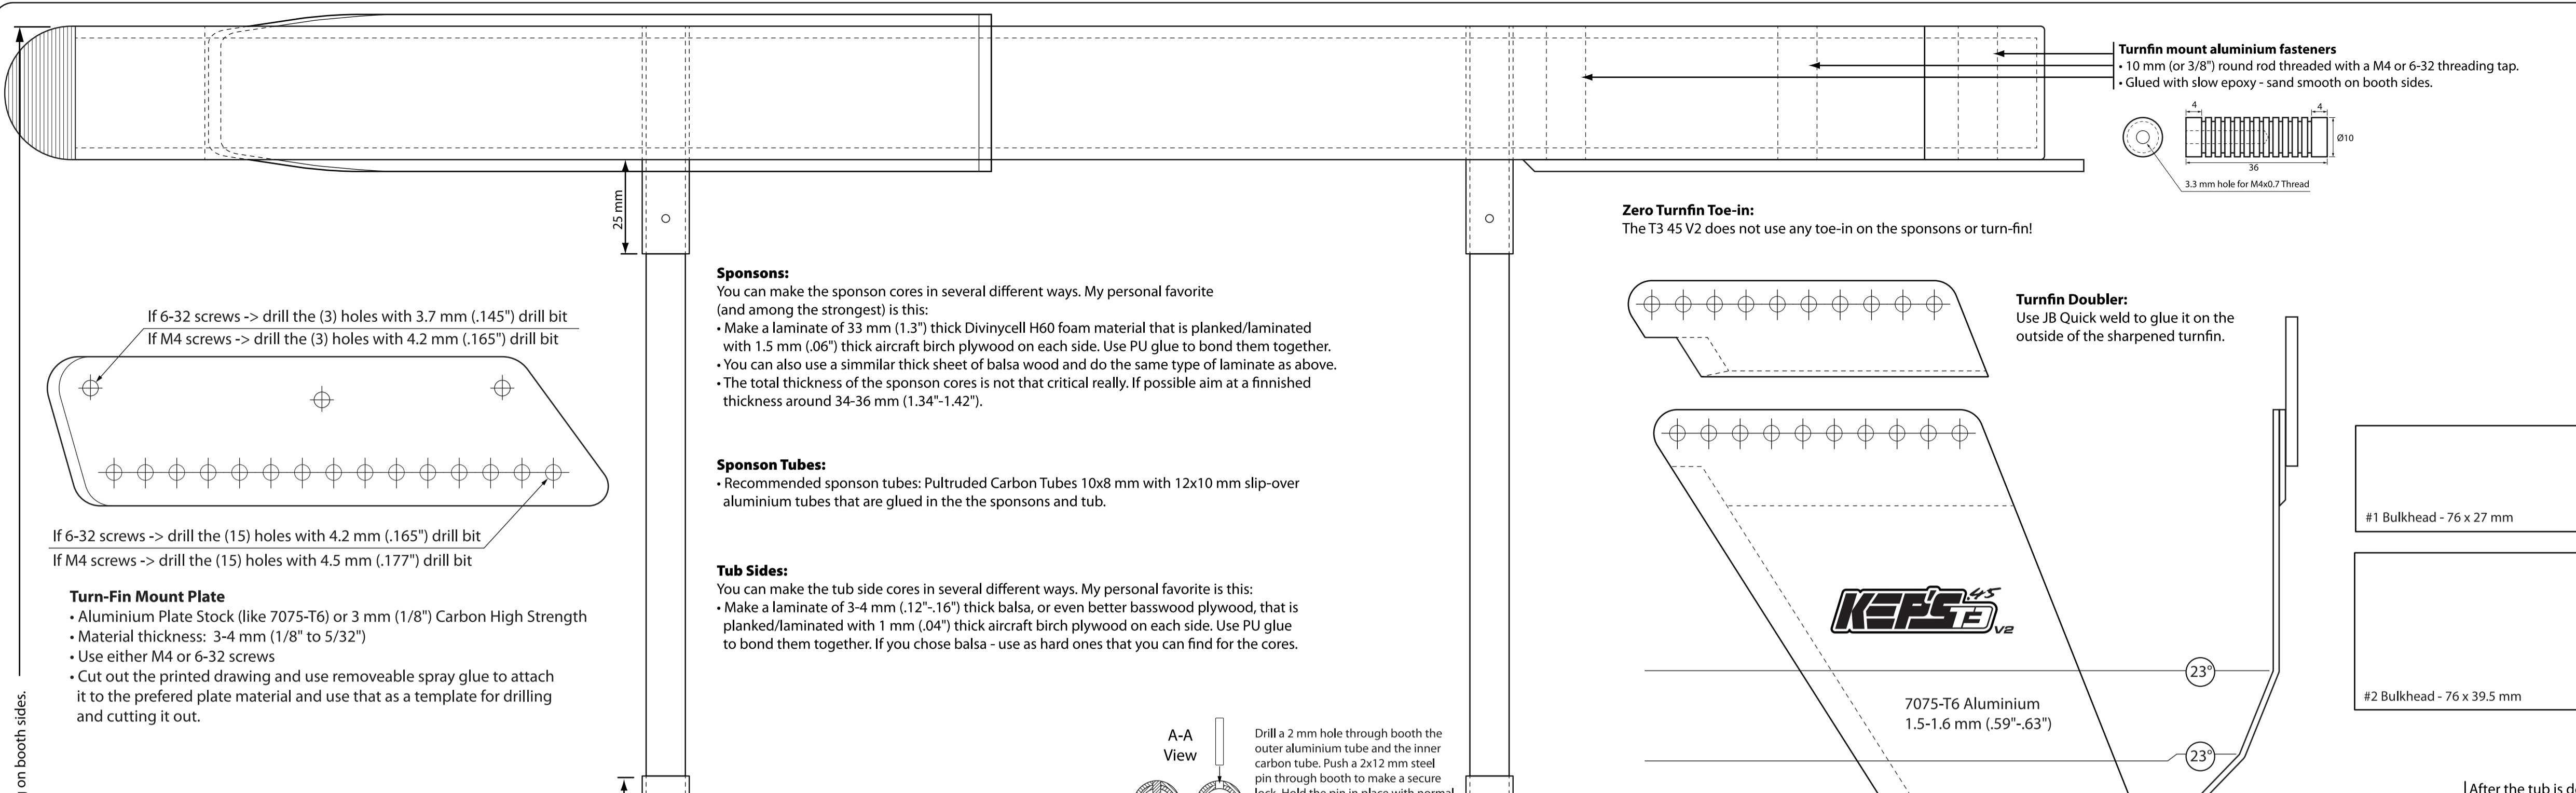 Turnfin mount aluminium fasteners
• 10 mm (or 3/8") round rod threaded with a M4 or 6-32 threading tap.
• Glued with slow epoxy - sand smooth on booth sides.
4
4
Ø10
36
3.3 mm hole for M4x0.7 Thread
25 mm
Zero Turnfin Toe-in:
The T3 45 V2 does not use any toe-in on the sponsons or turn-fin!
If 6-32 screws -> drill the (3) holes with 3.7 mm (.145") drill bit
If M4 screws -> drill the (3) holes with 4.2 mm (.165") drill bit
If 6-32 screws -> drill the (15) holes with 4.2 mm (.165") drill bit
If M4 screws -> drill the (15) holes with 4.5 mm (.177") drill bit
Turn-Fin Mount Plate
• Aluminium Plate Stock (like 7075-T6) or 3 mm (1/8") Carbon High Strength
• Material thickness: 3-4 mm (1/8" to 5/32")
• Use either M4 or 6-32 screws
• Cut out the printed drawing and use removeable spray glue to attach
it to the prefered plate material and use that as a template for drilling
and cutting it out.
on booth sides.
Sponsons:
You can make the sponson cores in several different ways. My personal favorite
(and among the strongest) is this:
• Make a laminate of 33 mm (1.3") thick Divinycell H60 foam material that is planked/laminated
with 1.5 mm (.06") thick aircraft birch plywood on each side. Use PU glue to bond them together.
• You can also use a simmilar thick sheet of balsa wood and do the same type of laminate as above.
• The total thickness of the sponson cores is not that critical really. If possible aim at a finnished
thickness around 34-36 mm (1.34"-1.42").
Sponson Tubes:
• Recommended sponson tubes: Pultruded Carbon Tubes 10x8 mm with 12x10 mm slip-over
aluminium tubes that are glued in the the sponsons and tub.
Tub Sides:
You can make the tub side cores in several different ways. My personal favorite is this:
• Make a laminate of 3-4 mm (.12"-.16") thick balsa, or even better basswood plywood, that is
planked/laminated with 1 mm (.04") thick aircraft birch plywood on each side. Use PU glue
to bond them together. If you chose balsa - use as hard ones that you can find for the cores.
A-A
View
Drill a 2 mm hole through booth the
outer aluminium tube and the inner
carbon tube. Push a 2x12 mm steel
pin through booth to make a secure
lock. Hold the pin in place with normal
Turnfin Doubler:
Use JB Quick weld to glue it on the
outside of the sharpened turnfin.
KEP'S .45
T3
V2
23°
7075-T6 Aluminium
1.5-1.6 mm (.59"-.63")
23°
#1 Bulkhead - 76 x 27 mm
#2 Bulkhead - 76 x 39.5 mm
After the tub is